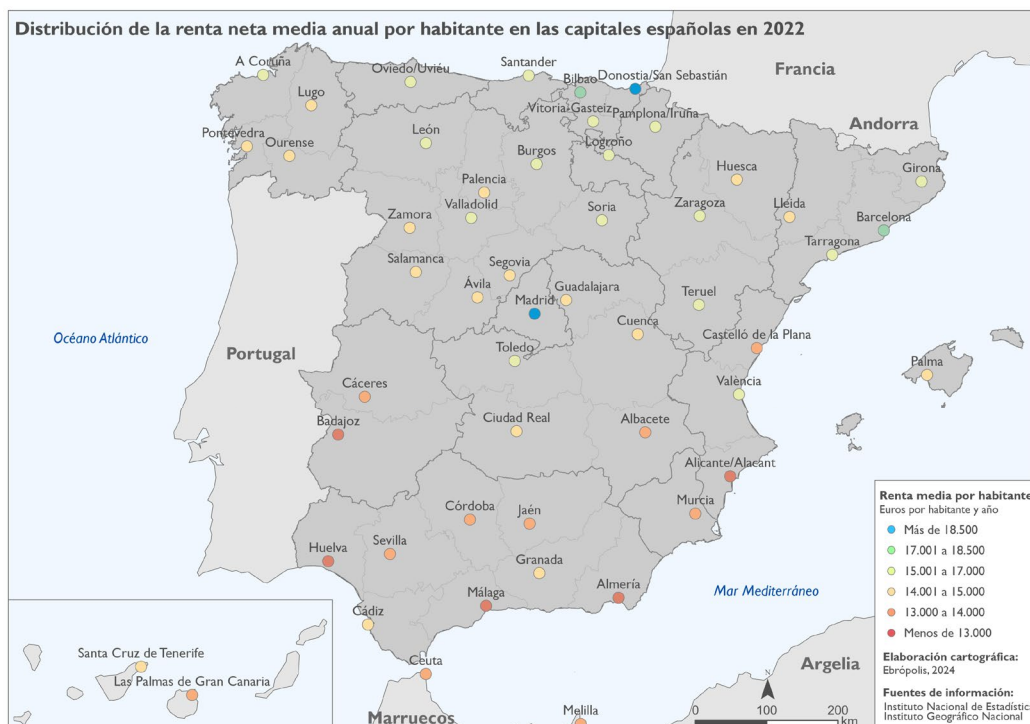 Distribución de la renta neta media anual por habitante en las capitales españolas en 2022
A Coruña
Oviedo/Uviéu
Santander
Bilbao
Donostia/San Sebastián
Francia
Lugo
Vitoria-Gasteiz
Pamplona/Iruña
Andorra
Pontevedra
Ourense
León
Burgos
Logroño
Huesca
Girona
Palencia
Valladolid
Zamora
Soria
Zaragoza
Lleida
Barcelona
Tarragona
Salamanca
Segovia
Ávila
Madrid
Guadalajara
Teruel
Cuenca
Castelló de la Plana
Océano Atlántico
Portugal
Toledo
Palma
Cáceres
València
Badajoz
Ciudad Real
Albacete
Alicante/Alacant
Murcia
Córdoba
Jaén
Huelva
Sevilla
Granada
Málaga
Almería
Mar Mediterráneo
Cádiz
Ceuta
Santa Cruz de Tenerife
Las Palmas de Gran Canaria
Marruecos
Melilla
Argelia
N
0 100 200
km
Renta media por habitante
Euros por habitante y año
Más de 18.500
17.001 a 18.500
15.001 a 17.000
14.001 a 15.000
13.000 a 14.000
Menos de 13.000
Elaboración cartográfica:
Ebrópolis, 2024
Fuentes de información:
Instituto Nacional de Estadístic
Instituto Geográfico Nacional